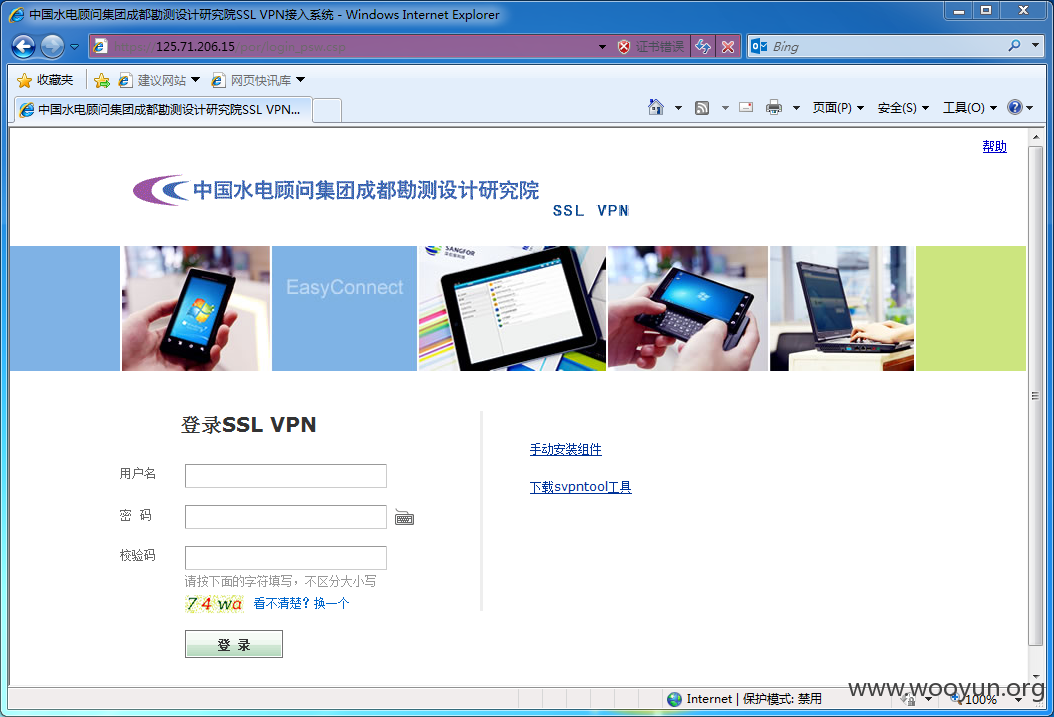 中国水电顾问集团成都勘测设计研究院SSL VPN接入系统 - Windows Internet Explorer
https://125.71.206.15/por/login_psw.csp
证书错误
Bing
收藏夹
建议网站
网页快讯库
中国水电顾问集团成都勘测设计研究院SSL VPN...
页面(P)
安全(S)
工具(O)
帮助
中国水电顾问集团成都勘测设计研究院
SSL VPN
EasyConnect
SANGFOR
登录SSL VPN
用户名
密 码
校验码
请按下面的字符填写，不区分大小写
74wa
看不清楚？换一个
登 录
手动安装组件
下载svpntool工具
Internet | 保护模式: 禁用
100%
www.wooyun.org